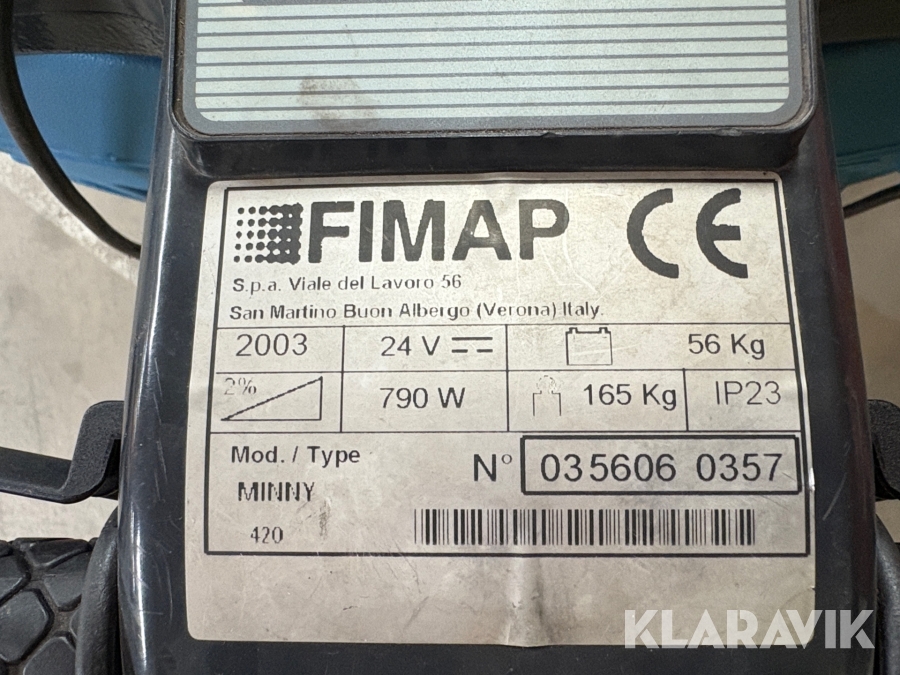 FIMAP CE
S.p.a. Viale del Lavoro 56
San Martino Buon Albergo (Verona) Italy.
2003 24 V 56 Kg
2% 790 W 165 Kg IP23
Mod. / Type
N° 035606 0357
MINNY
420
KLARAVIK